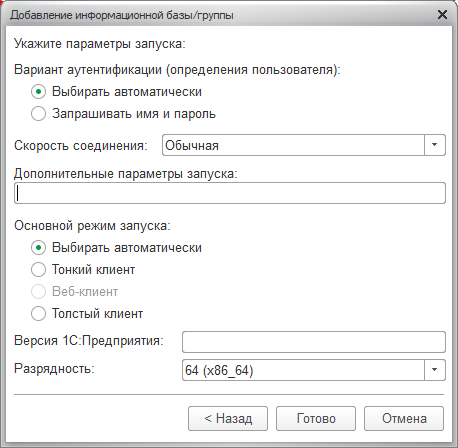 Добавление информационной базы/группы
Укажите параметры запуска:
Вариант аутентификации (определения пользователя):
Выбирать автоматически
Запрашивать имя и пароль
Скорость соединения: Обычная
Дополнительные параметры запуска:
Основной режим запуска:
Выбирать автоматически
Тонкий клиент
Веб-клиент
Толстый клиент
Версия 1С:Предприятия:
Разрядность: 64 (x86_64)
< Назад Готово Отмена